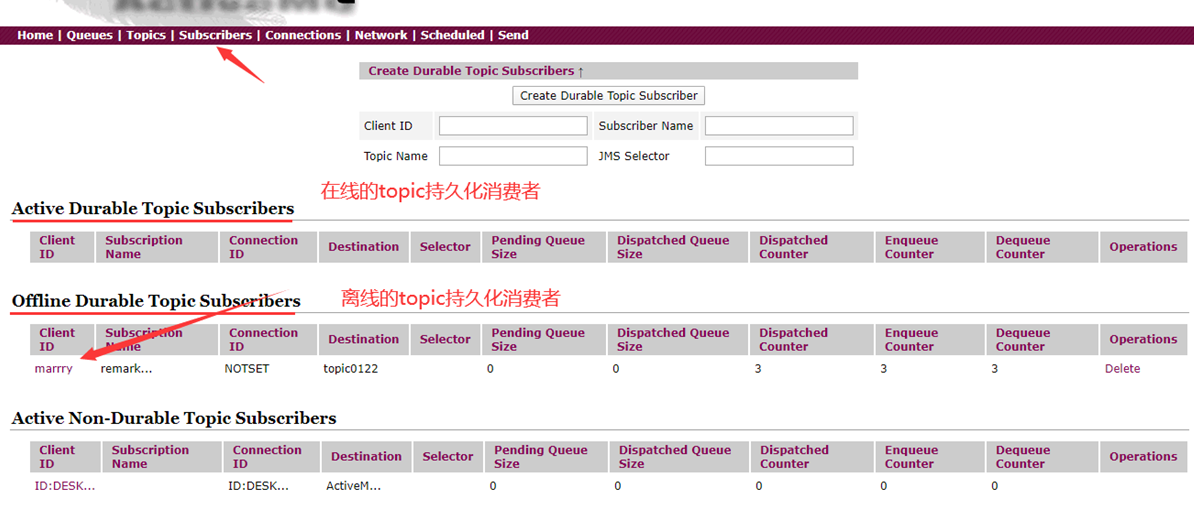 Home | Queues | Topics | Subscribers | Connections | Network | Scheduled | Send
Create Durable Topic Subscribers ↑
Create Durable Topic Subscriber
Client ID Subscriber Name
Topic Name JMS Selector
在线的topic持久化消费者
Active Durable Topic Subscribers
Client ID Subscription Name Connection ID Destination Selector Pending Queue Size Dispatched Queue Size Dispatched Counter Enqueue Counter Dequeue Counter Operations
Offline Durable Topic Subscribers 离线的topic持久化消费者
Client ID Subscription Name Connection ID Destination Selector Pending Queue Size Dispatched Queue Size Dispatched Counter Enqueue Counter Dequeue Counter Operations
marrry remark... NOTSET topic0122 0 0 3 3 3 Delete
Active Non-Durable Topic Subscribers
Client ID Subscription Name Connection ID Destination Selector Pending Queue Size Dispatched Queue Size Dispatched Counter Enqueue Counter Dequeue Counter Operations
ID:DESK... ID:DESK... ActiveM... 0 0 0 0 0